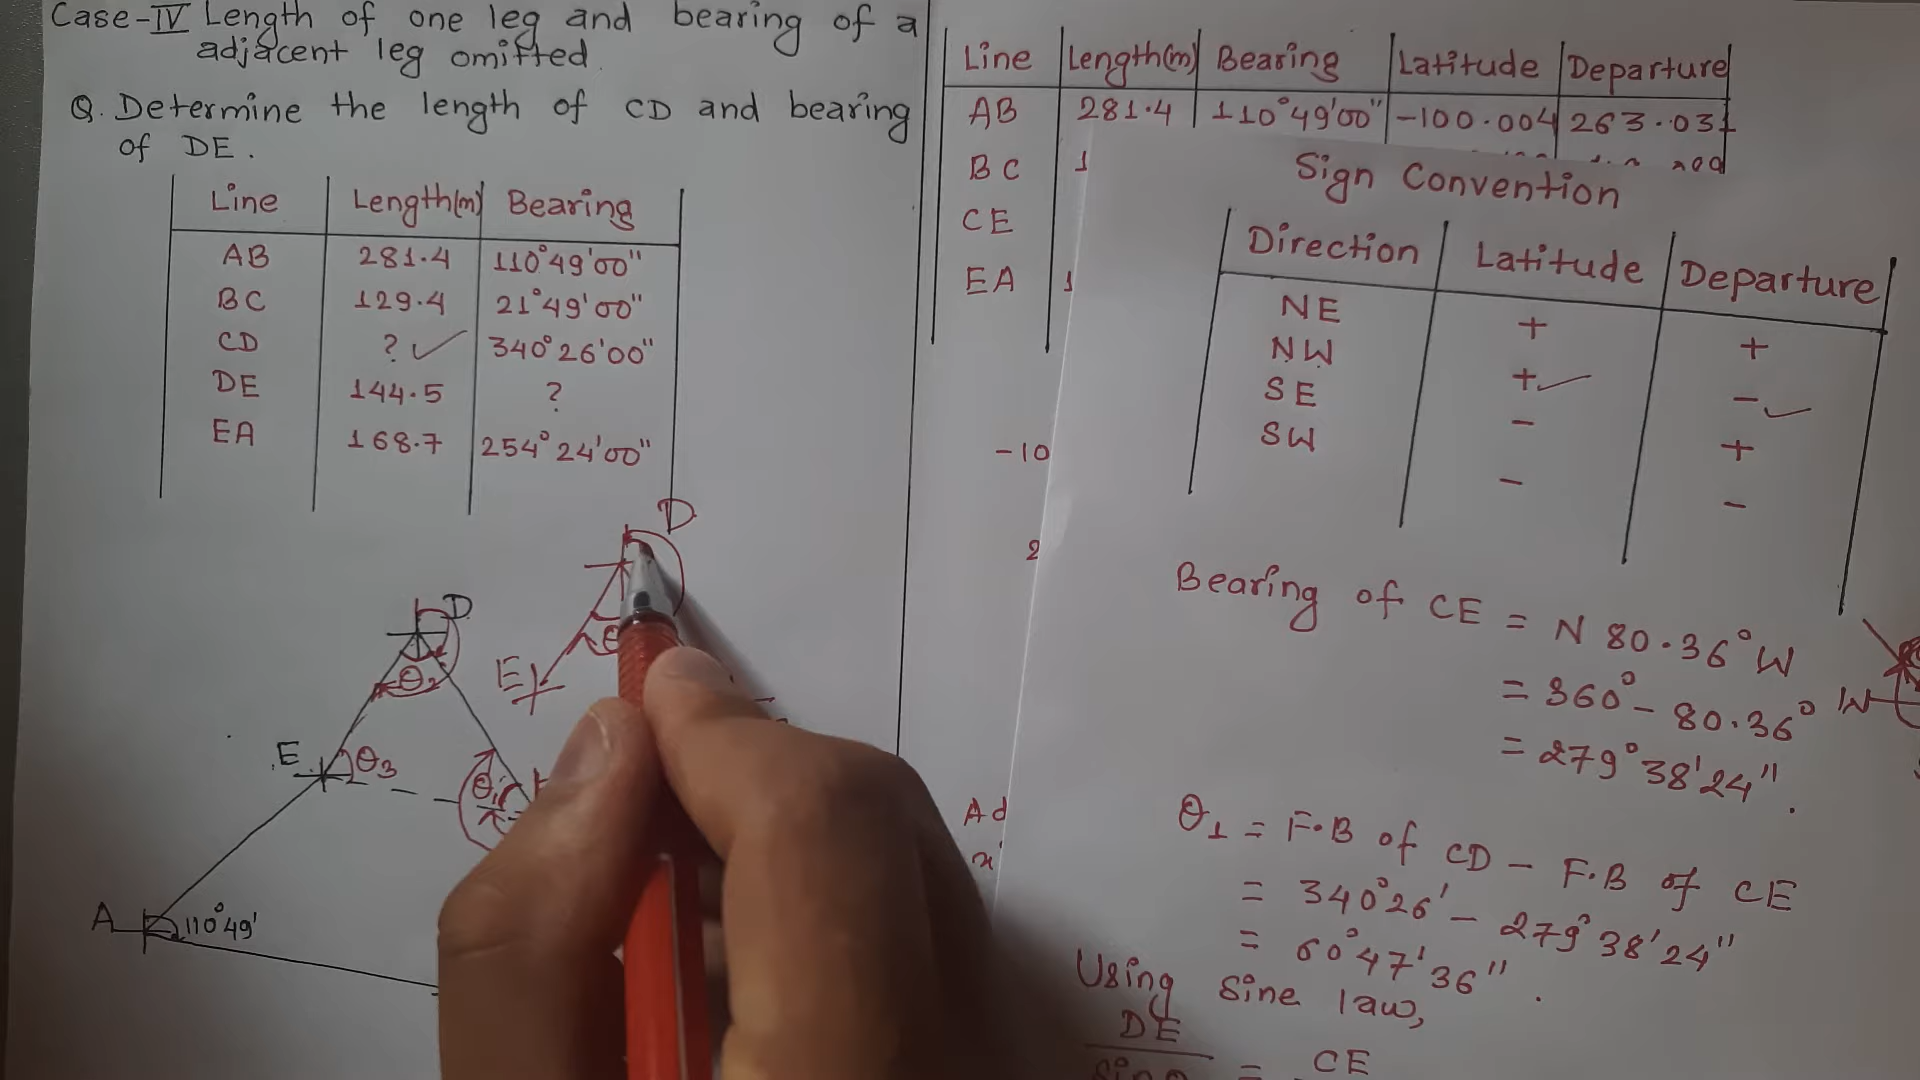 Case-IV Length of one leg and bearing of a
adjacent leg omitted.
Q. Determine the length of CD and bearing
of DE.
Line Length(m) Bearing
AB 281.4 110°49'00"
BC 129.4 21°49'00"
CD ? ✓ 340°26'00"
DE 144.5 ?
EA 168.7 254°24'00"
D
E
D
θ₂
E
θ₃
θ₁
A
110°49'
Line Length(m) Bearing Latitude Departure
AB 281.4 110°49'00" -100.004 263.031
BC 1
CE
EA 1
-10
2
Ad
Sign Convention
Direction Latitude Departure
NE + +
NW + ✓ - ✓
SE - +
SW - -
Bearing of CE = N 80.36° W
= 360° - 80.36°
= 279°38'24".
W
θ₁ = F.B of CD - F.B of CE
= 340°26' - 279°38'24"
= 60°47'36".
Using Sine law,
DE = CE